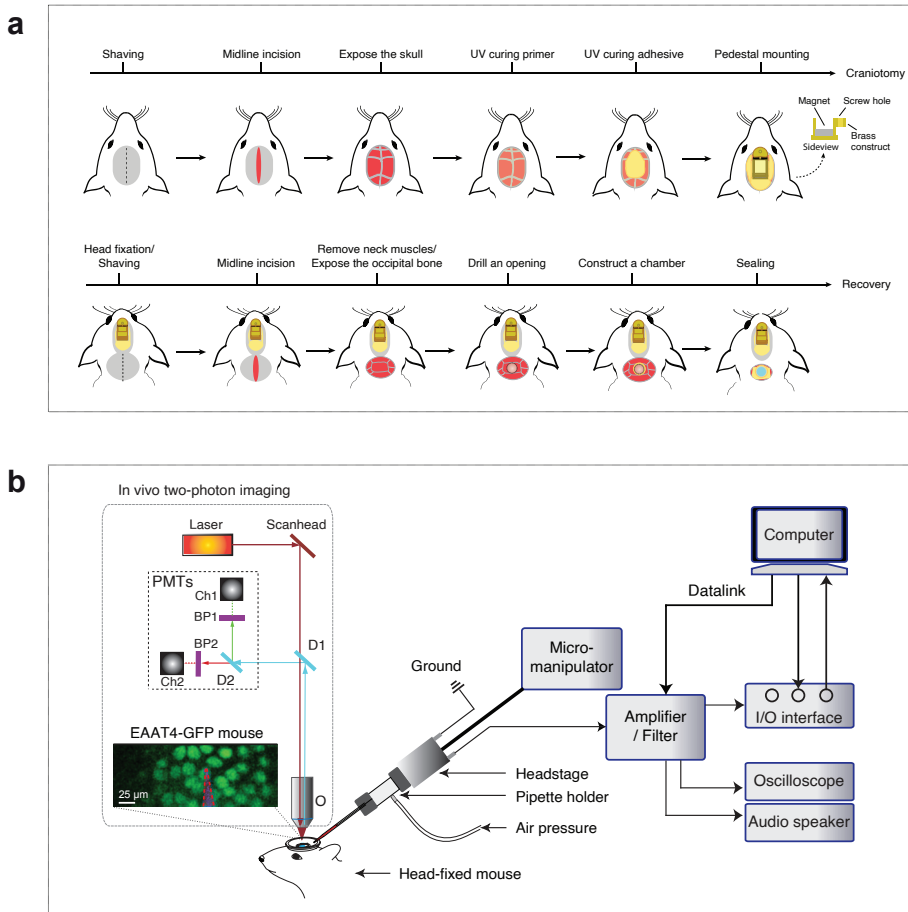 a
Shaving
Midline incision
Expose the skull
UV curing primer
UV curing adhesive
Pedestal mounting
Craniotomy
Magnet
Screw hole
Brass
construct
Sideview
Head fixation/
Shaving
Midline incision
Remove neck muscles/
Expose the occipital bone
Drill an opening
Construct a chamber
Sealing
Recovery
b
In vivo two-photon imaging
Laser
Scanhead
PMTs
Ch1
BP1
BP2
Ch2
D2
D1
EAAT4-GFP mouse
25 µm
O
Ground
Micro-
manipulator
Headstage
Pipette holder
Air pressure
Head-fixed mouse
Computer
Datalink
Amplifier
/ Filter
I/O interface
Oscilloscope
Audio speaker